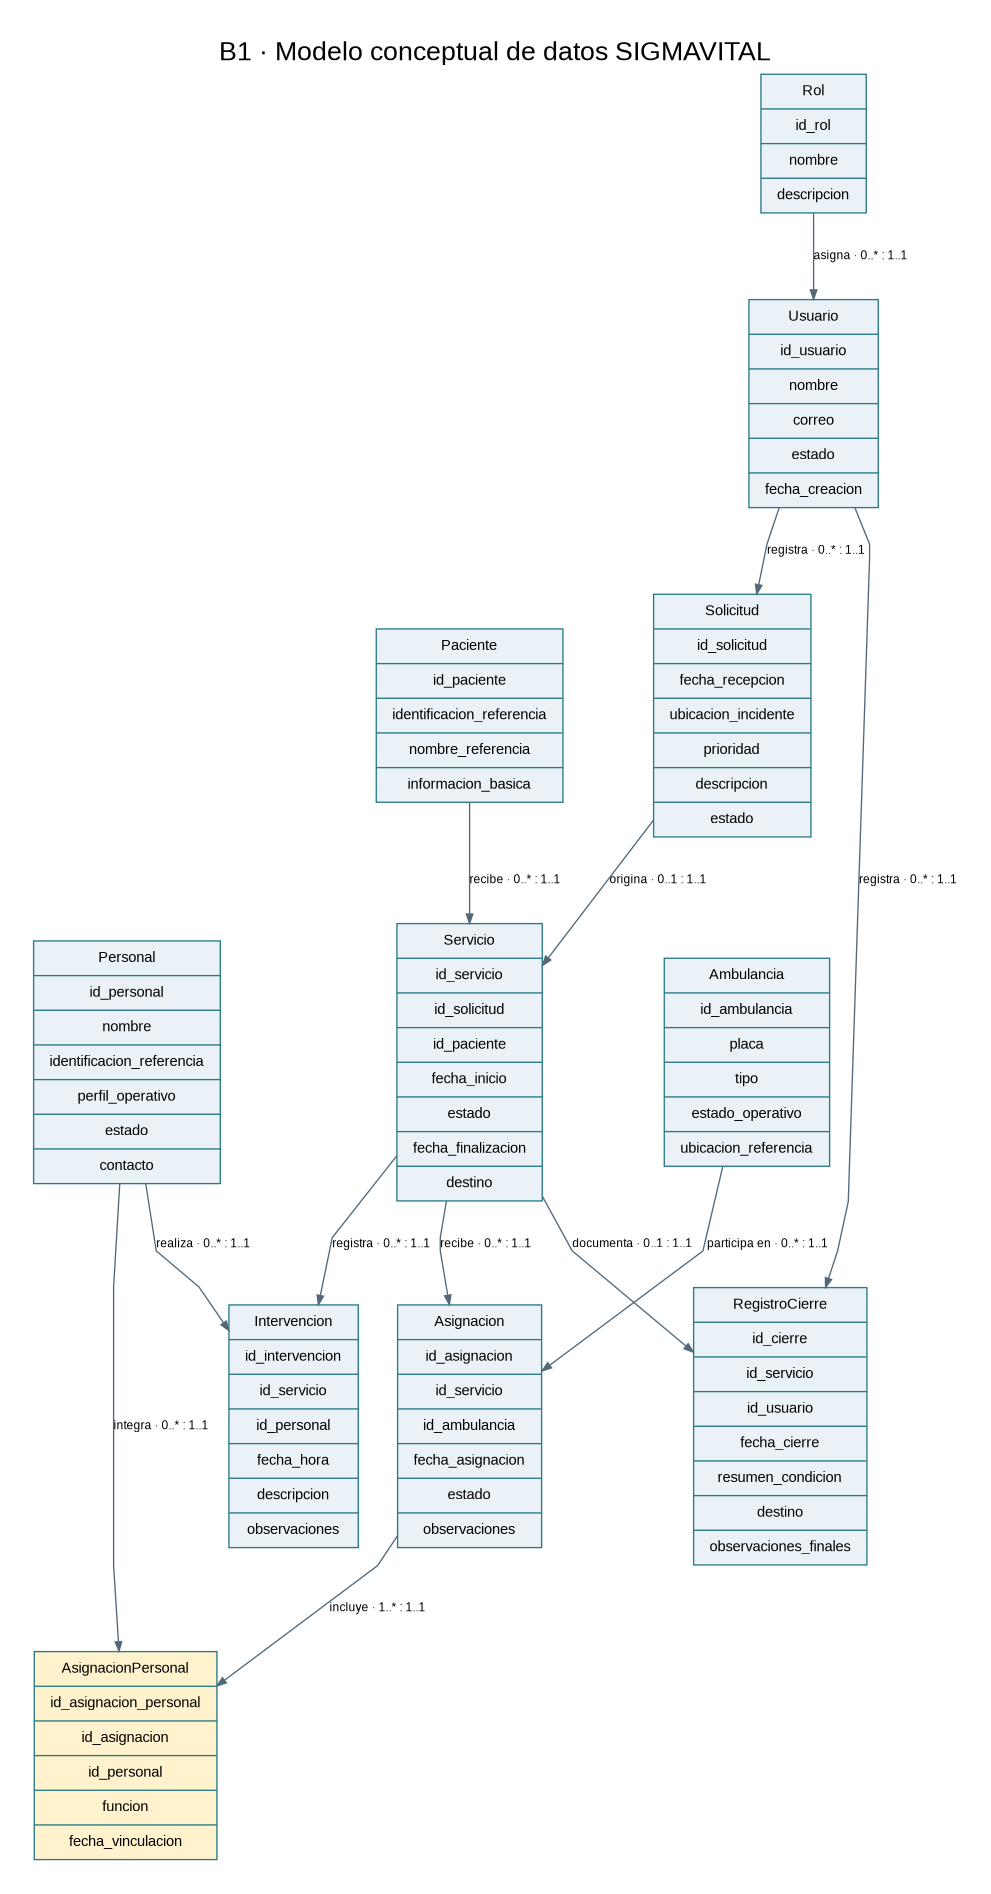 B1 · Modelo conceptual de datos SIGMAVITAL
Rol
id_rol
nombre
descripcion
asigna · 0..* : 1..1
Usuario
id_usuario
nombre
correo
estado
fecha_creacion
registra · 0..* : 1..1
Solicitud
id_solicitud
fecha_recepcion
ubicacion_incidente
prioridad
descripcion
estado
Paciente
id_paciente
identificacion_referencia
nombre_referencia
informacion_basica
recibe · 0..* : 1..1
origina · 0..1 : 1..1
registra · 0..* : 1..1
Personal
id_personal
nombre
identificacion_referencia
perfil_operativo
estado
contacto
Servicio
id_servicio
id_solicitud
id_paciente
fecha_inicio
estado
fecha_finalizacion
destino
Ambulancia
id_ambulancia
placa
tipo
estado_operativo
ubicacion_referencia
realiza · 0..* : 1..1
registra · 0..* : 1..1
recibe · 0..* : 1..1
documenta · 0..1 : 1..1
participa en · 0..* : 1..1
Intervencion
id_intervencion
id_servicio
id_personal
fecha_hora
descripcion
observaciones
Asignacion
id_asignacion
id_servicio
id_ambulancia
fecha_asignacion
estado
observaciones
RegistroCierre
id_cierre
id_servicio
id_usuario
fecha_cierre
resumen_condicion
destino
observaciones_finales
integra · 0..* : 1..1
incluye · 1..* : 1..1
AsignacionPersonal
id_asignacion_personal
id_asignacion
id_personal
funcion
fecha_vinculacion